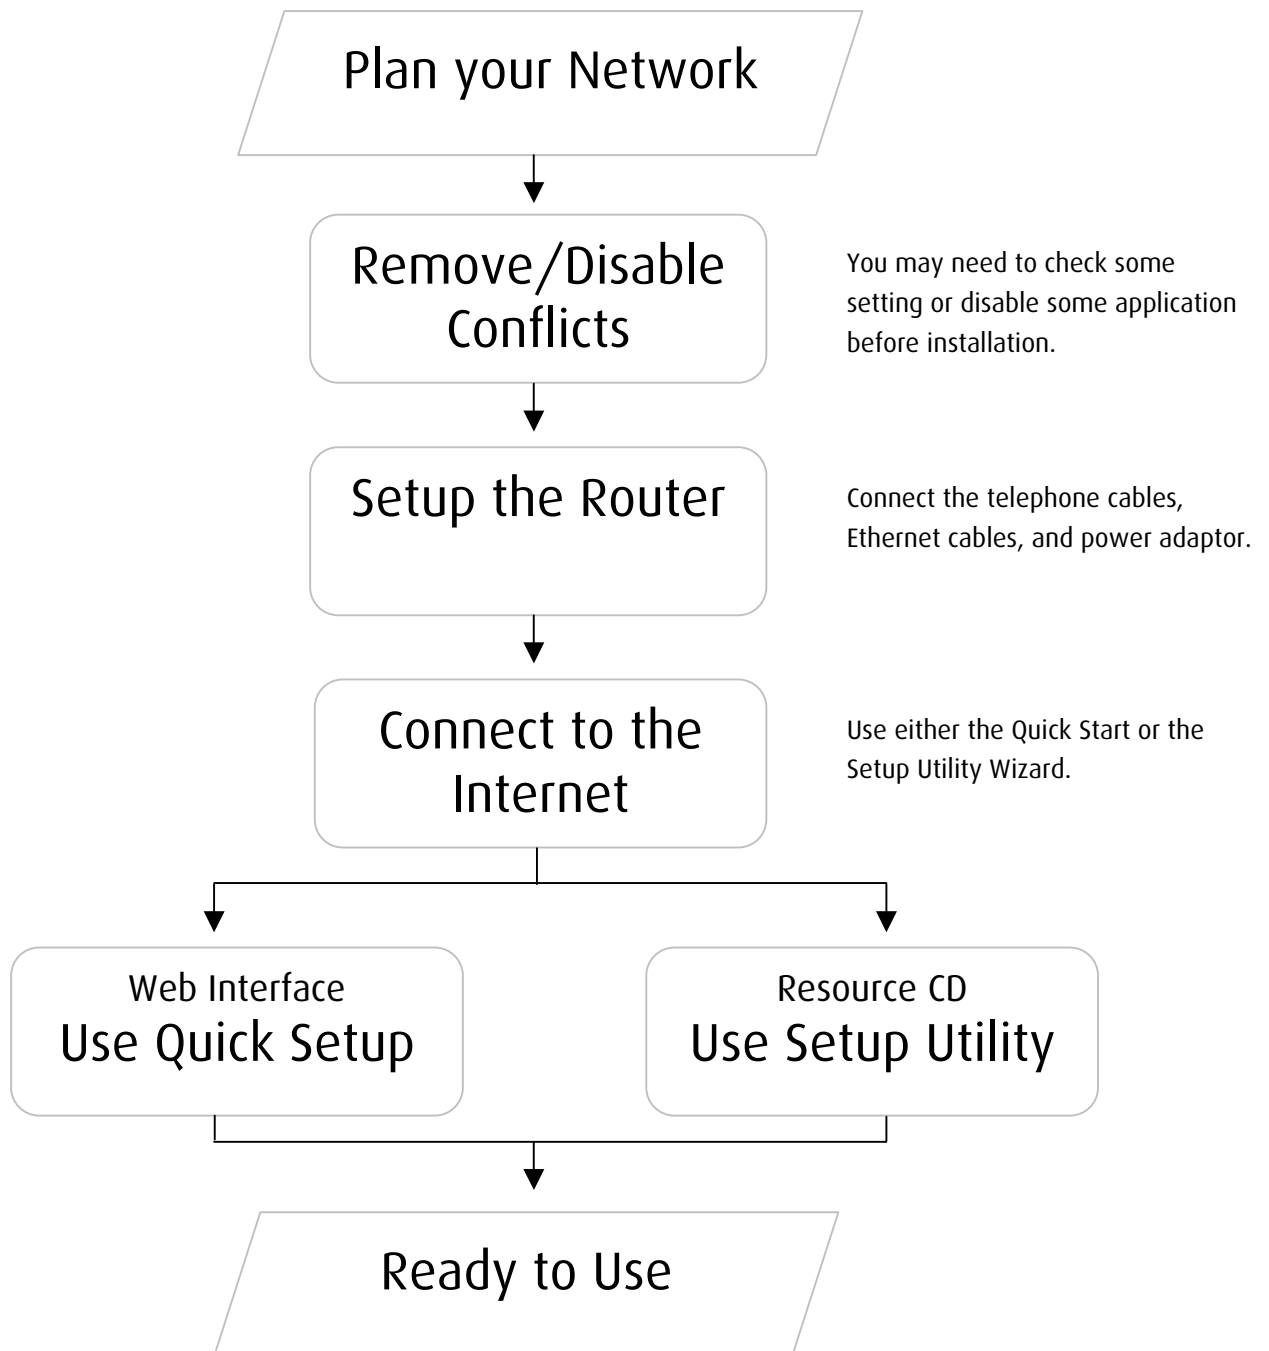 Plan your Network
Remove/Disable
Conflicts
You may need to check some
setting or disable some application
before installation.
Setup the Router
Connect the telephone cables,
Ethernet cables, and power adaptor.
Connect to the
Internet
Use either the Quick Start or the
Setup Utility Wizard.
Web Interface
Use Quick Setup
Resource CD
Use Setup Utility
Ready to Use